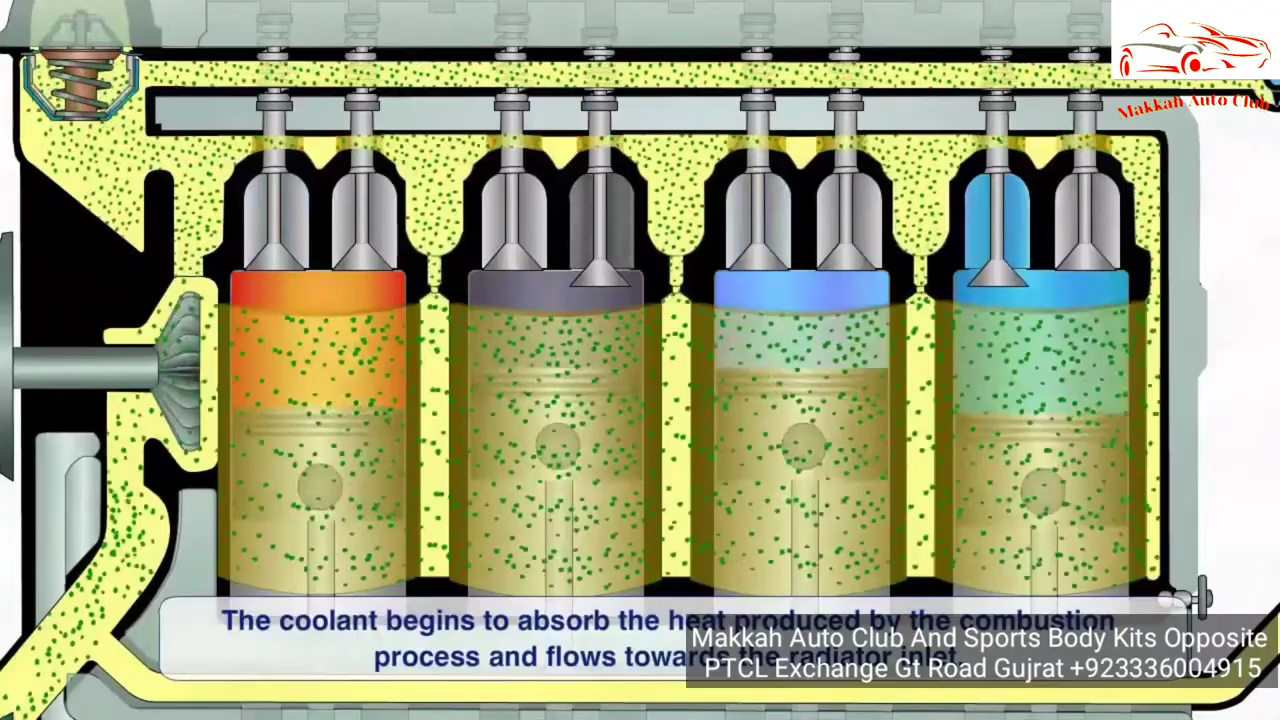 Makkah Auto Club
The coolant begins to absorb the heat produced by the combustion
process and flows towards the radiator inlet.
Makkah Auto Club And Sports Body Kits Opposite
PTCL Exchange Gt Road Gujrat +923336004915